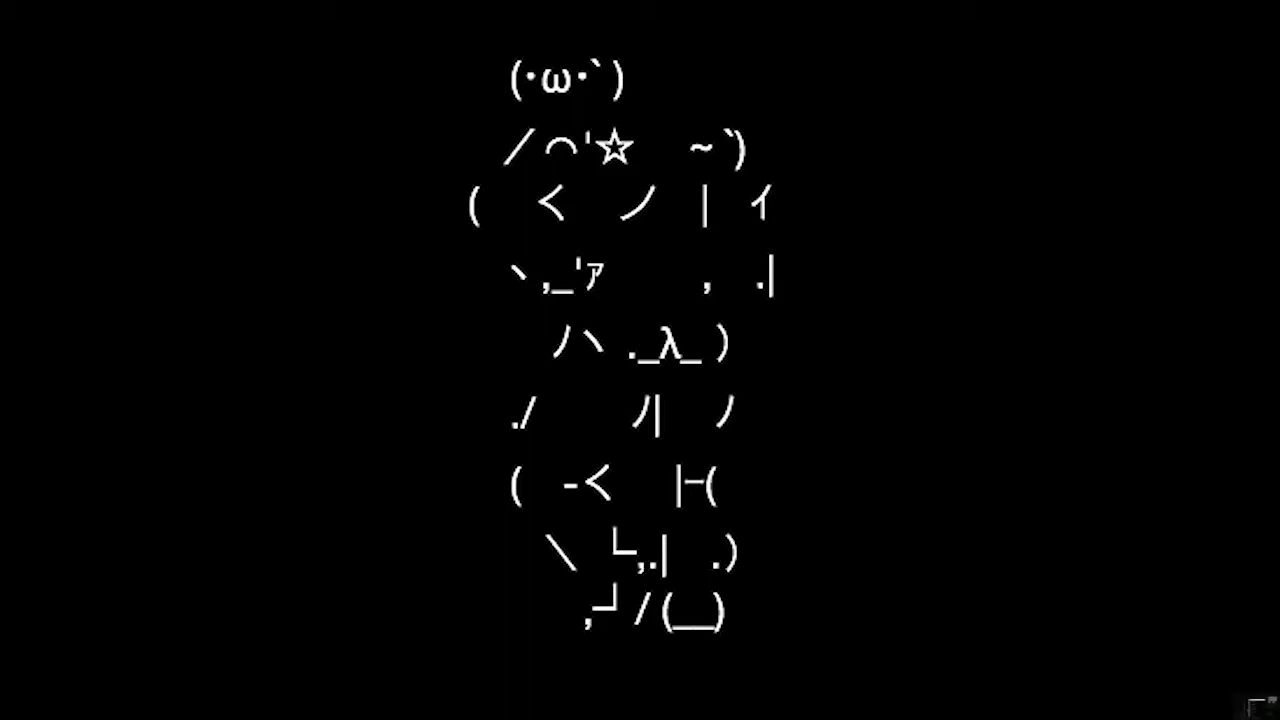 (･ω･`)
／⌒'☆　~ `)
(　く　ノ　|　ｲ
ヽ,_'ｧ　　,　.|
ﾉヽ ._λ_ )
./　　ﾉ|　ﾉ
(　-く　|-(
＼　└,.|　.)
,┘/ (__)